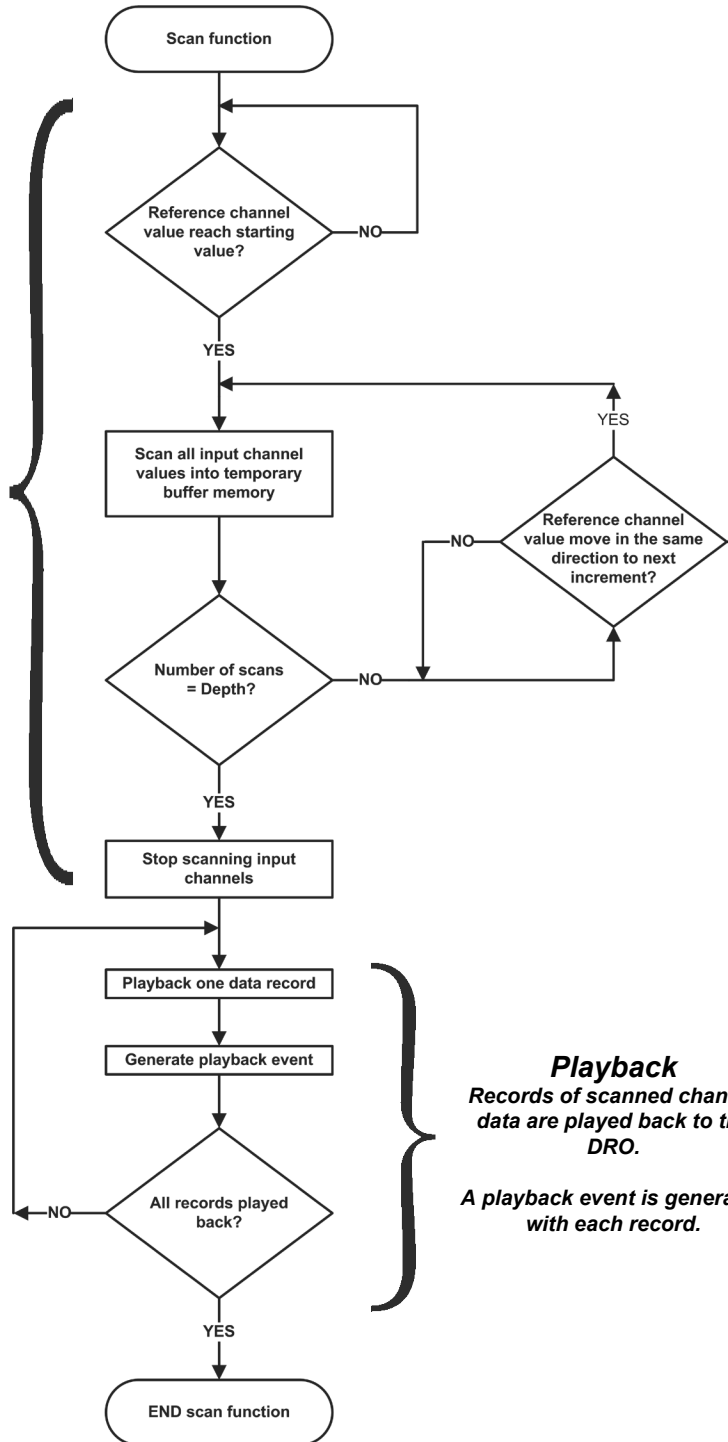 Scan function
Reference channel
value reach starting
value?
NO
YES
YES
Scan all input channel
values into temporary
buffer memory
Reference channel
value move in the same
direction to next
increment?
NO
Number of scans
= Depth?
NO
YES
Stop scanning input
channels
Playback one data record
Generate playback event
Playback
Records of scanned
data are played back to
DRO.
A playback event is
with each record.
All records played
back?
NO
YES
END scan function